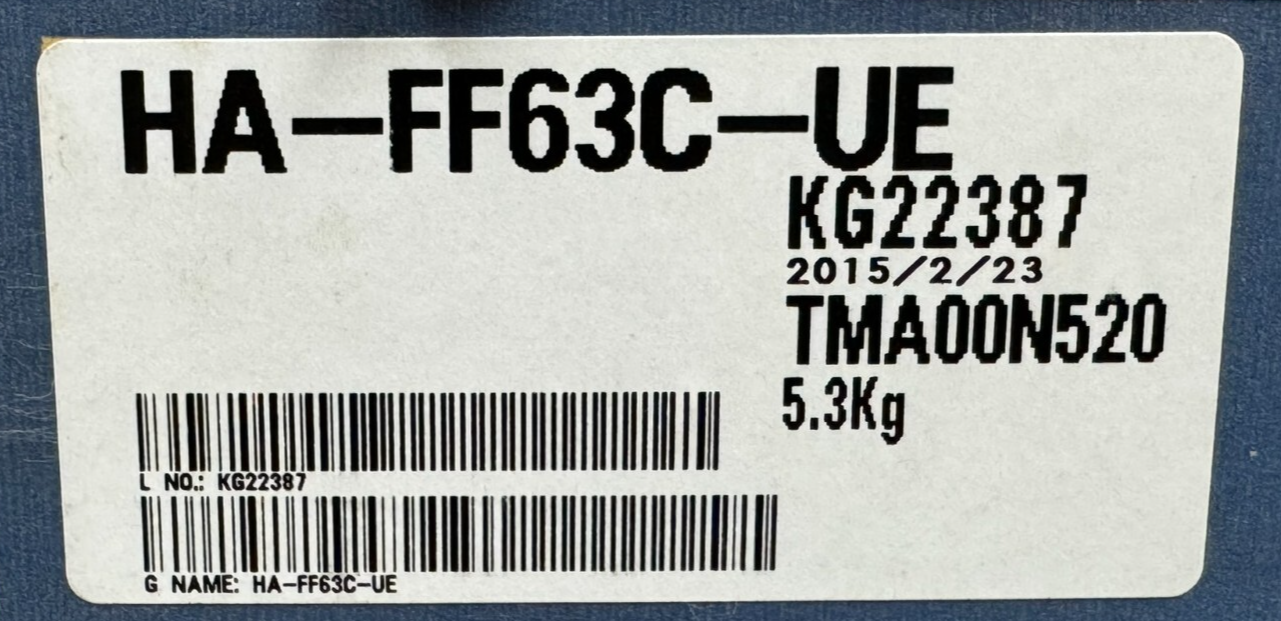 HA-FF63C-UE
KG22387
2015/2/23
TMA00N520
5.3Kg
L NO.: KG22387
G NAME: HA-FF63C-UE